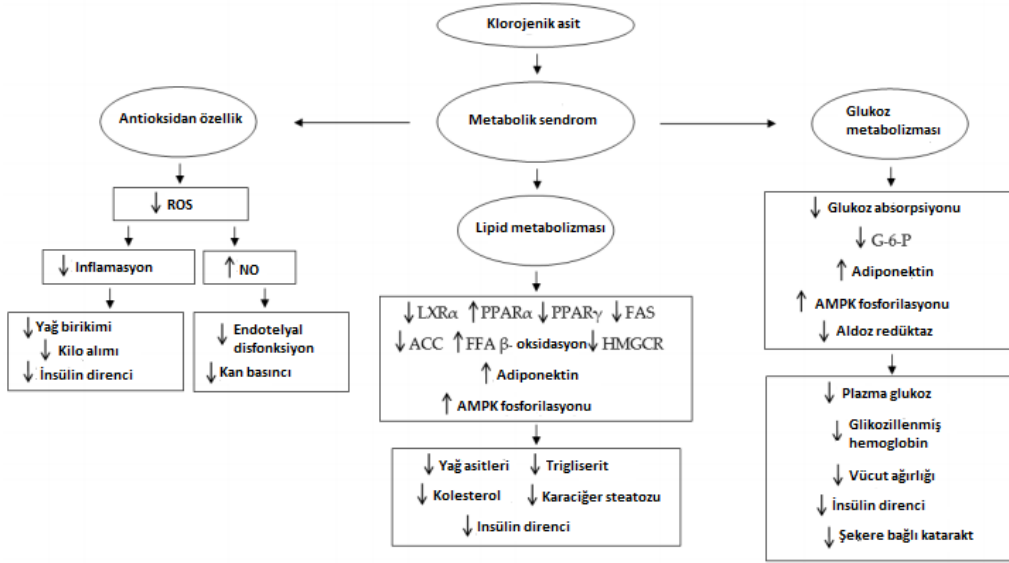 Klorojenik asit
Metabolik sendrom
Antioksidan özellik
↓ ROS
↓ Inflamasyon
↑ NO
↓ Yağ birikimi
↓ Kilo alımı
↓ İnsülin direnci
↓ Endotelyal
disfonksiyon
↓ Kan basıncı
Lipid metabolizması
↓ LXRα ↑ PPARα ↓ PPARγ ↓ FAS
↓ ACC ↑ FFA β- oksidasyon ↓ HMGCR
↑ Adiponektin
↑ AMPK fosforilasyonu
↓ Yağ asitleri ↓ Trigliserit
↓ Kolesterol ↓ Karaciğer steatozu
↓ Insülin direnci
Glukoz
metabolizması
↓ Glukoz absorpsiyonu
↓ G-6-P
↑ Adiponektin
↑ AMPK fosforilasyonu
↓ Aldoz redüktaz
↓ Plazma glukoz
↓ Glikozillenmiş
hemoglobin
↓ Vücut ağırlığı
↓ İnsülin direnci
↓ Şekere bağlı katarakt